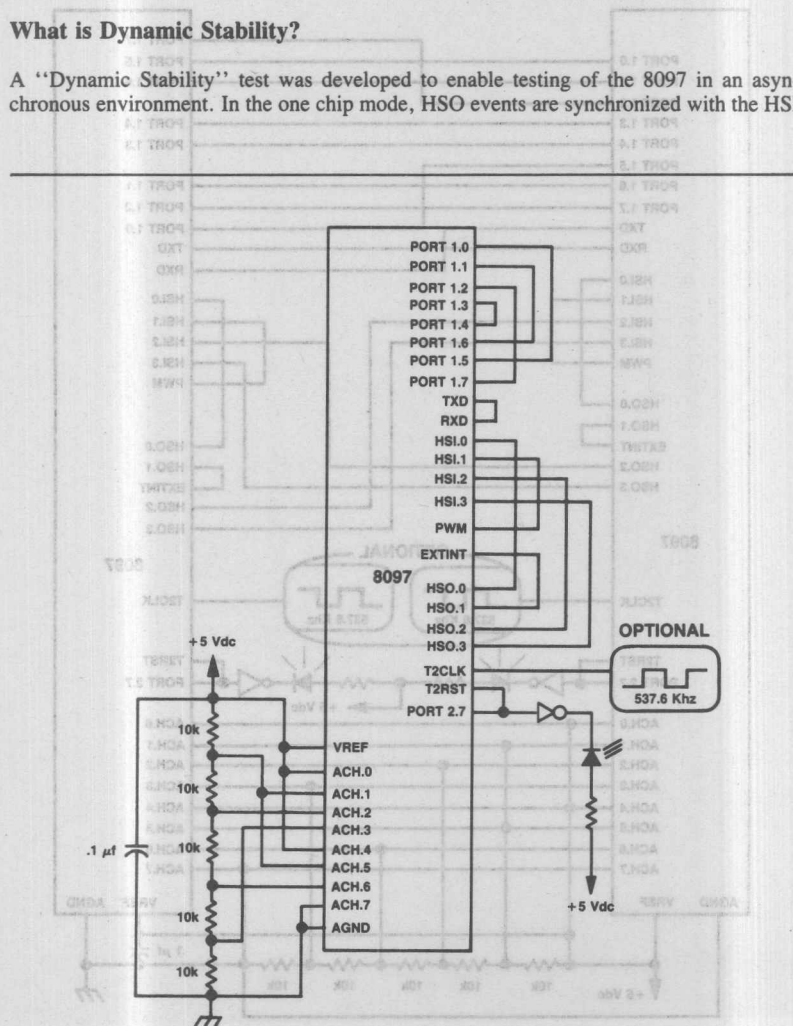 What is Dynamic Stability?
A ‘‘Dynamic Stability’’ test was developed to enable testing of the 8097 in an asyn
chronous environment. In the one chip mode, HSO events are synchronized with the HS
PORT 1.0
PORT 1.1
PORT 1.2
PORT 1.3
PORT 1.4
PORT 1.6
PORT 1.5
PORT 1.7
TXD
RXD
HSI.0
HSI.1
HSI.2
HSI.3
PWM
EXTINT
8097
HSO.0
HSO.1
HSO.2
HSO.3
T2CLK
T2RST
PORT 2.7
OPTIONAL
537.6 Khz
+5 Vdc
+5 Vdc
10k
10k
10k
10k
10k
.1 µf
VREF
ACH.0
ACH.1
ACH.2
ACH.3
ACH.4
ACH.5
ACH.6
ACH.7
AGND